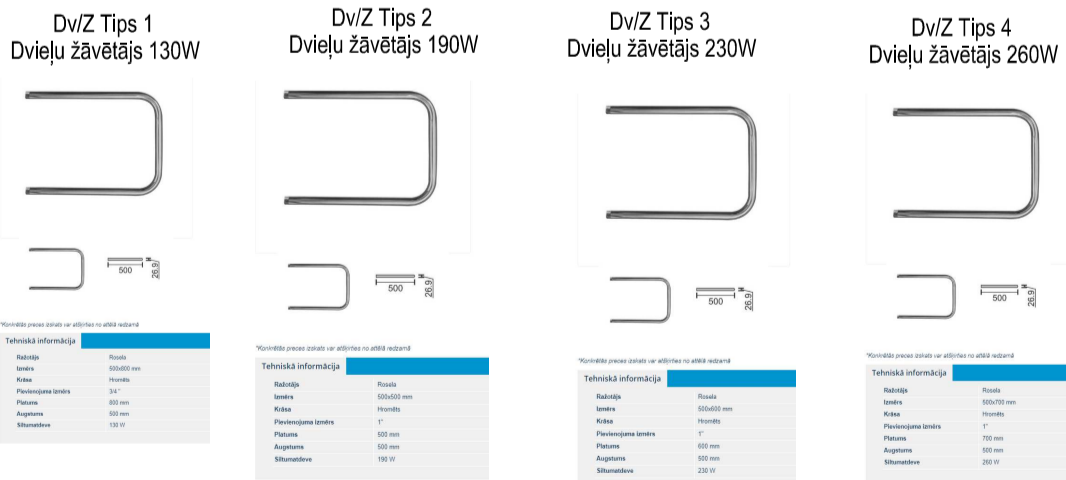 Dv/Z Tips 1
Dvieļu žāvētājs 130W
500
26.9
*Konkrētās preces izskats var atšķirties no attēlā redzamā
Tehniskā informācija
Ražotājs Rosela
Izmērs 500x600 mm
Krāsa Hromēts
Pievienojuma izmērs 3/4 "
Platums 600 mm
Augstums 500 mm
Siltumatdeve 130 W
Dv/Z Tips 2
Dvieļu žāvētājs 190W
500
26.9
*Konkrētās preces izskats var atšķirties no attēlā redzamā
Tehniskā informācija
Ražotājs Rosela
Izmērs 500x500 mm
Krāsa Hromēts
Pievienojuma izmērs 1"
Platums 500 mm
Augstums 500 mm
Siltumatdeve 190 W
Dv/Z Tips 3
Dvieļu žāvētājs 230W
500
26.9
*Konkrētās preces izskats var atšķirties no attēlā redzamā
Tehniskā informācija
Ražotājs Rosela
Izmērs 500x600 mm
Krāsa Hromēts
Pievienojuma izmērs 1"
Platums 600 mm
Augstums 500 mm
Siltumatdeve 230 W
Dv/Z Tips 4
Dvieļu žāvētājs 260W
500
26.9
*Konkrētās preces izskats var atšķirties no attēlā redzamā
Tehniskā informācija
Ražotājs Rosela
Izmērs 500x700 mm
Krāsa Hromēts
Pievienojuma izmērs 1"
Platums 700 mm
Augstums 500 mm
Siltumatdeve 260 W